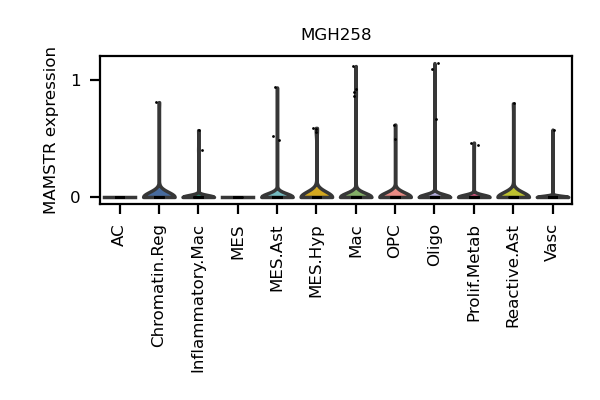 MGH258
MAMSTR expression
1
0
AC
Chromatin.Reg
Inflammatory.Mac
MES
MES.Ast
MES.Hyp
Mac
OPC
Oligo
Prolif.Metab
Reactive.Ast
Vasc